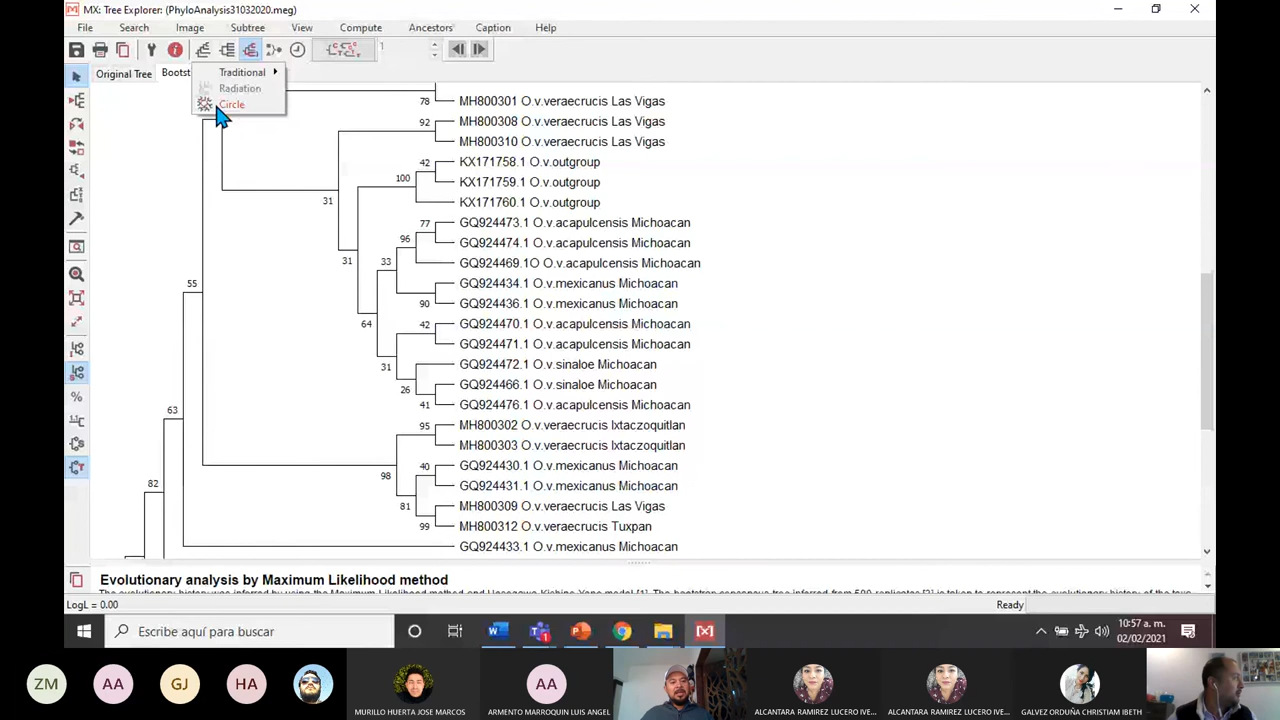 MX: Tree Explorer: (PhyloAnalysis31032020.meg)
File Search Image Subtree View Compute Ancestors Caption Help
1
Original Tree Bootst
Traditional
Radiation
Circle
78 MH800301 O.v.veraecrucis Las Vigas
92 MH800308 O.v.veraecrucis Las Vigas
MH800310 O.v.veraecrucis Las Vigas
42 KX171758.1 O.v.outgroup
100 KX171759.1 O.v.outgroup
31 KX171760.1 O.v.outgroup
77 GQ924473.1 O.v.acapulcensis Michoacan
96 GQ924474.1 O.v.acapulcensis Michoacan
31 33 GQ924469.1O O.v.acapulcensis Michoacan
55 GQ924434.1 O.v.mexicanus Michoacan
90 GQ924436.1 O.v.mexicanus Michoacan
64 42 GQ924470.1 O.v.acapulcensis Michoacan
GQ924471.1 O.v.acapulcensis Michoacan
31 GQ924472.1 O.v.sinaloe Michoacan
26 GQ924466.1 O.v.sinaloe Michoacan
63 41 GQ924476.1 O.v.acapulcensis Michoacan
95 MH800302 O.v.veraecrucis Ixtaczoquitlan
MH800303 O.v.veraecrucis Ixtaczoquitlan
98 40 GQ924430.1 O.v.mexicanus Michoacan
82 GQ924431.1 O.v.mexicanus Michoacan
81 MH800309 O.v.veraecrucis Las Vigas
99 MH800312 O.v.veraecrucis Tuxpan
GQ924433.1 O.v.mexicanus Michoacan
Evolutionary analysis by Maximum Likelihood method
LogL = 0.00 Ready
Escribe aquí para buscar
10:57 a. m.
02/02/2021
ZM AA GJ HA AA
MURILLO HUERTA JOSE MARCOS
ARMENTO MARROQUIN LUIS ANGEL
ALCANTARA RAMIREZ LUCERO IVE...
ALCANTARA RAMIREZ LUCERO IVE...
GALVEZ ORDUÑA CHRISTIAM IBETH